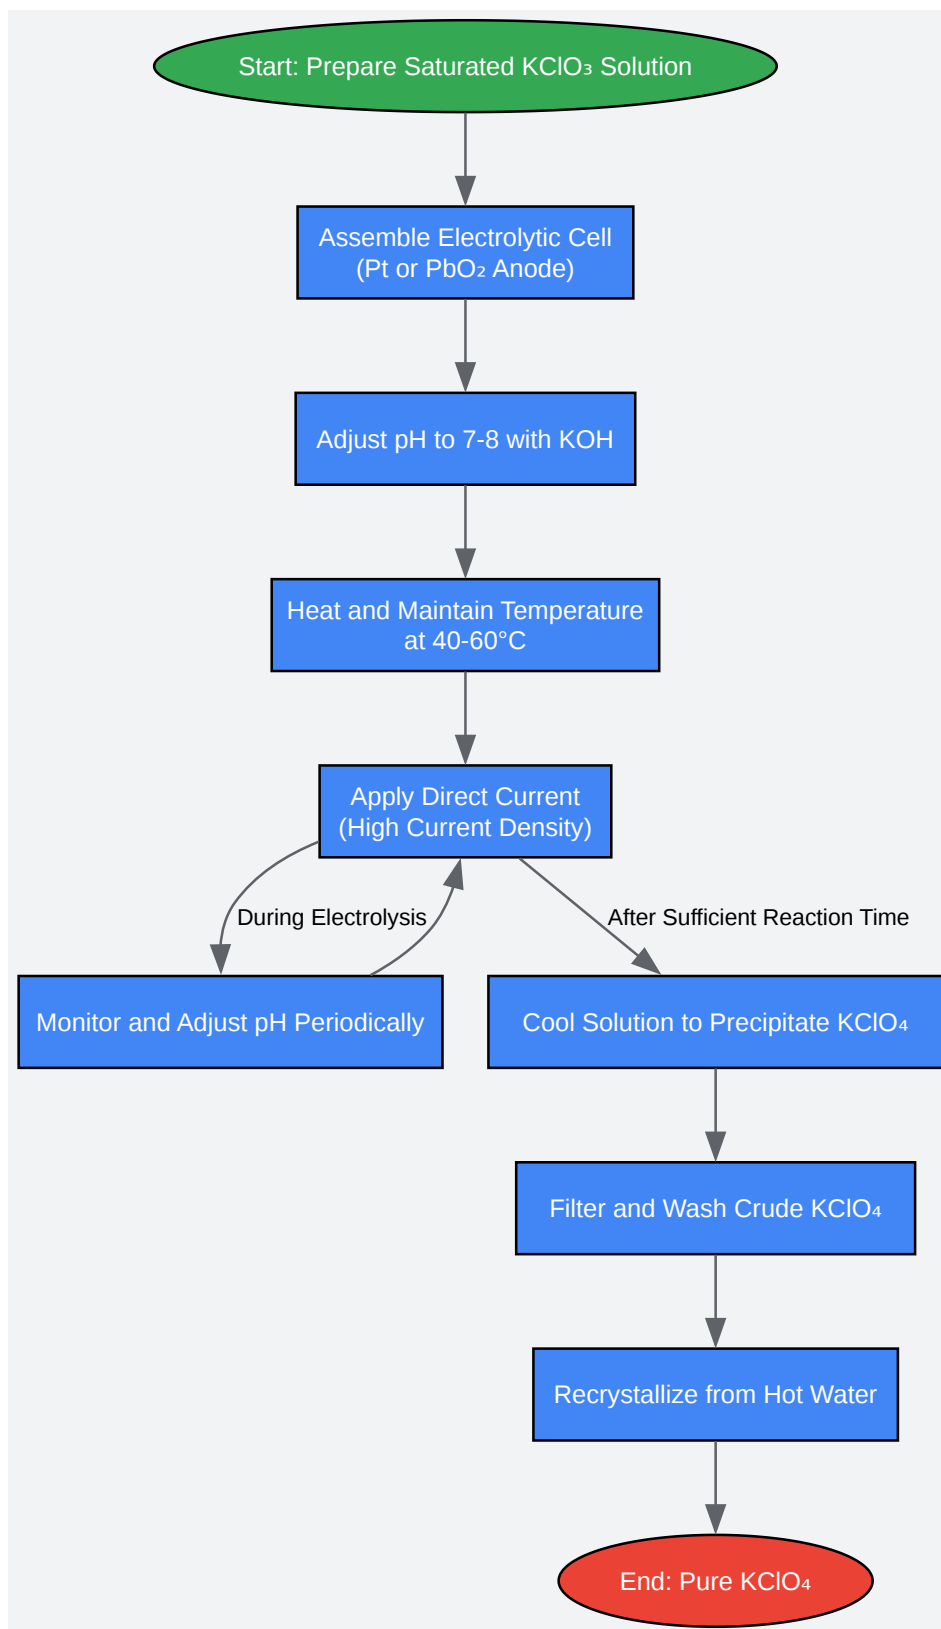 Start: Prepare Saturated KClO₃ Solution
Assemble Electrolytic Cell
(Pt or PbO₂ Anode)
Adjust pH to 7-8 with KOH
Heat and Maintain Temperature
at 40-60°C
Apply Direct Current
(High Current Density)
During Electrolysis
After Sufficient Reaction Time
Monitor and Adjust pH Periodically
Cool Solution to Precipitate KClO₄
Filter and Wash Crude KClO₄
Recrystallize from Hot Water
End: Pure KClO₄